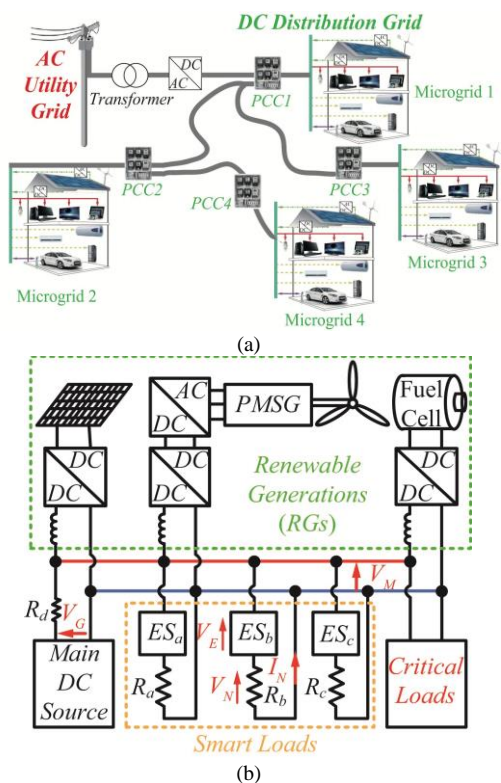 DC Distribution Grid
AC
Utility
Grid
Transformer
DC
AC
PCC1
Microgrid 1
PCC2
PCC4
PCC3
Microgrid 2
Microgrid 3
Microgrid 4
(a)
AC
DC
PMSG
Fuel
Cell
DC
DC
DC
DC
DC
DC
Renewable
Generations
(RGs)
V_M
R_d
V_G
Main
DC
Source
ES_a
V_E
ES_b
ES_c
R_a
V_N
R_b
I_N
R_c
Critical
Loads
Smart Loads
(b)